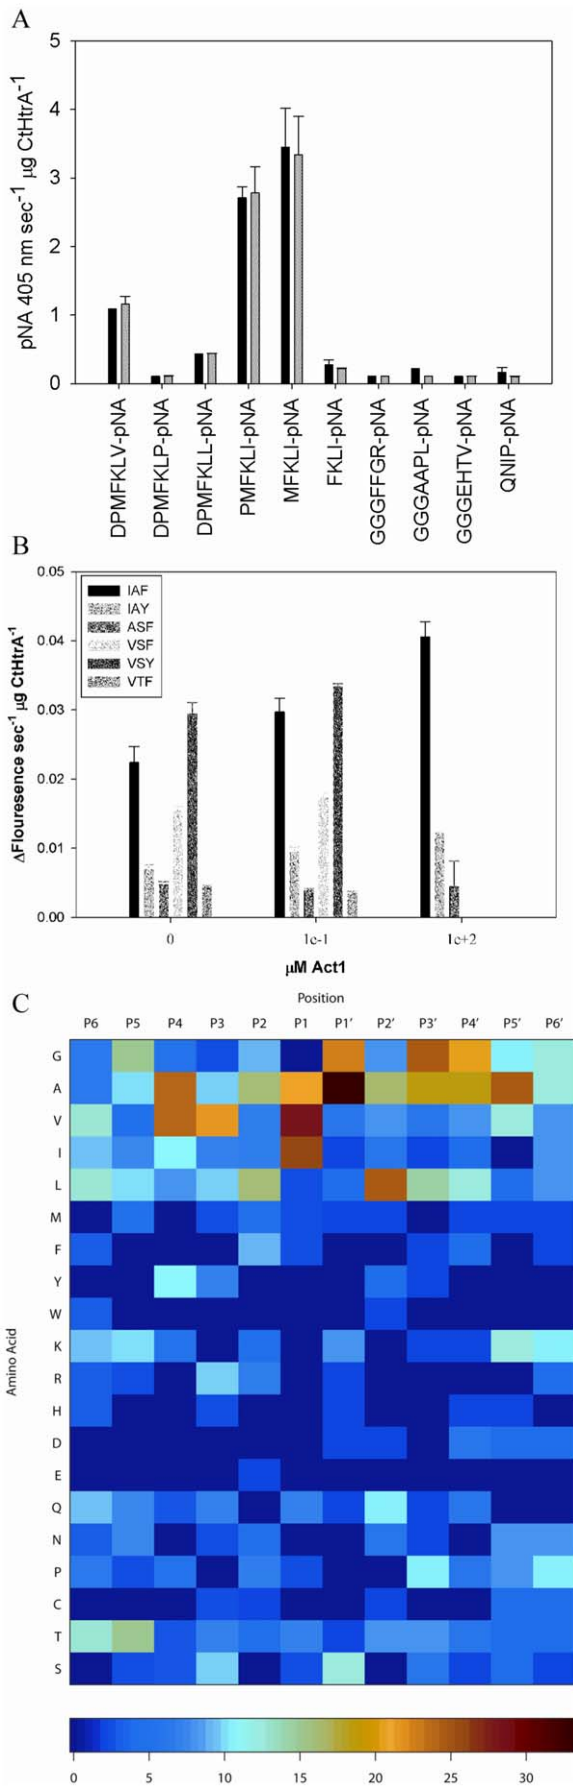 A
pNA 405 nm sec-1 µg CtHtrA-1
5
4
3
2
1
0
DPMFKLV-pNA
DPMFKLP-pNA
DPMFKLL-pNA
PMFKLI-pNA
MFKLI-pNA
FKLI-pNA
GGGFFGR-pNA
GGGAAPL-pNA
GGGEHTV-pNA
QNIP-pNA
B
ΔFlouresence sec-1 µg CtHtrA-1
0.05
0.04
0.03
0.02
0.01
0.00
IAF
IAY
ASF
VSF
VSY
VTF
0 1e-1 1e+2
µM Act1
C
Position
P6 P5 P4 P3 P2 P1 P1' P2' P3' P4' P5' P6'
Amino Acid
G
A
V
I
L
M
F
Y
W
K
R
H
D
E
Q
N
P
C
T
S
0 5 10 15 20 25 30